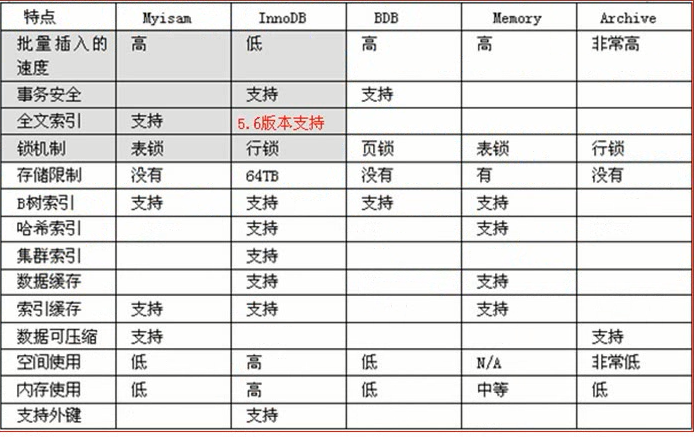 特点 Myisam InnoDB BDB Memory Archive
批量插入的 高 低 高 高 非常高
速度
事务安全 支持 支持
全文索引 支持 5.6版本支持
锁机制 表锁 行锁 页锁 表锁 行锁
存储限制 没有 64TB 没有 有 没有
B树索引 支持 支持 支持 支持
哈希索引 支持 支持
集群索引 支持
数据缓存 支持 支持
索引缓存 支持 支持 支持
数据可压缩 支持 支持
空间使用 低 高 低 N/A 非常低
内存使用 低 高 低 中等 低
支持外键 支持